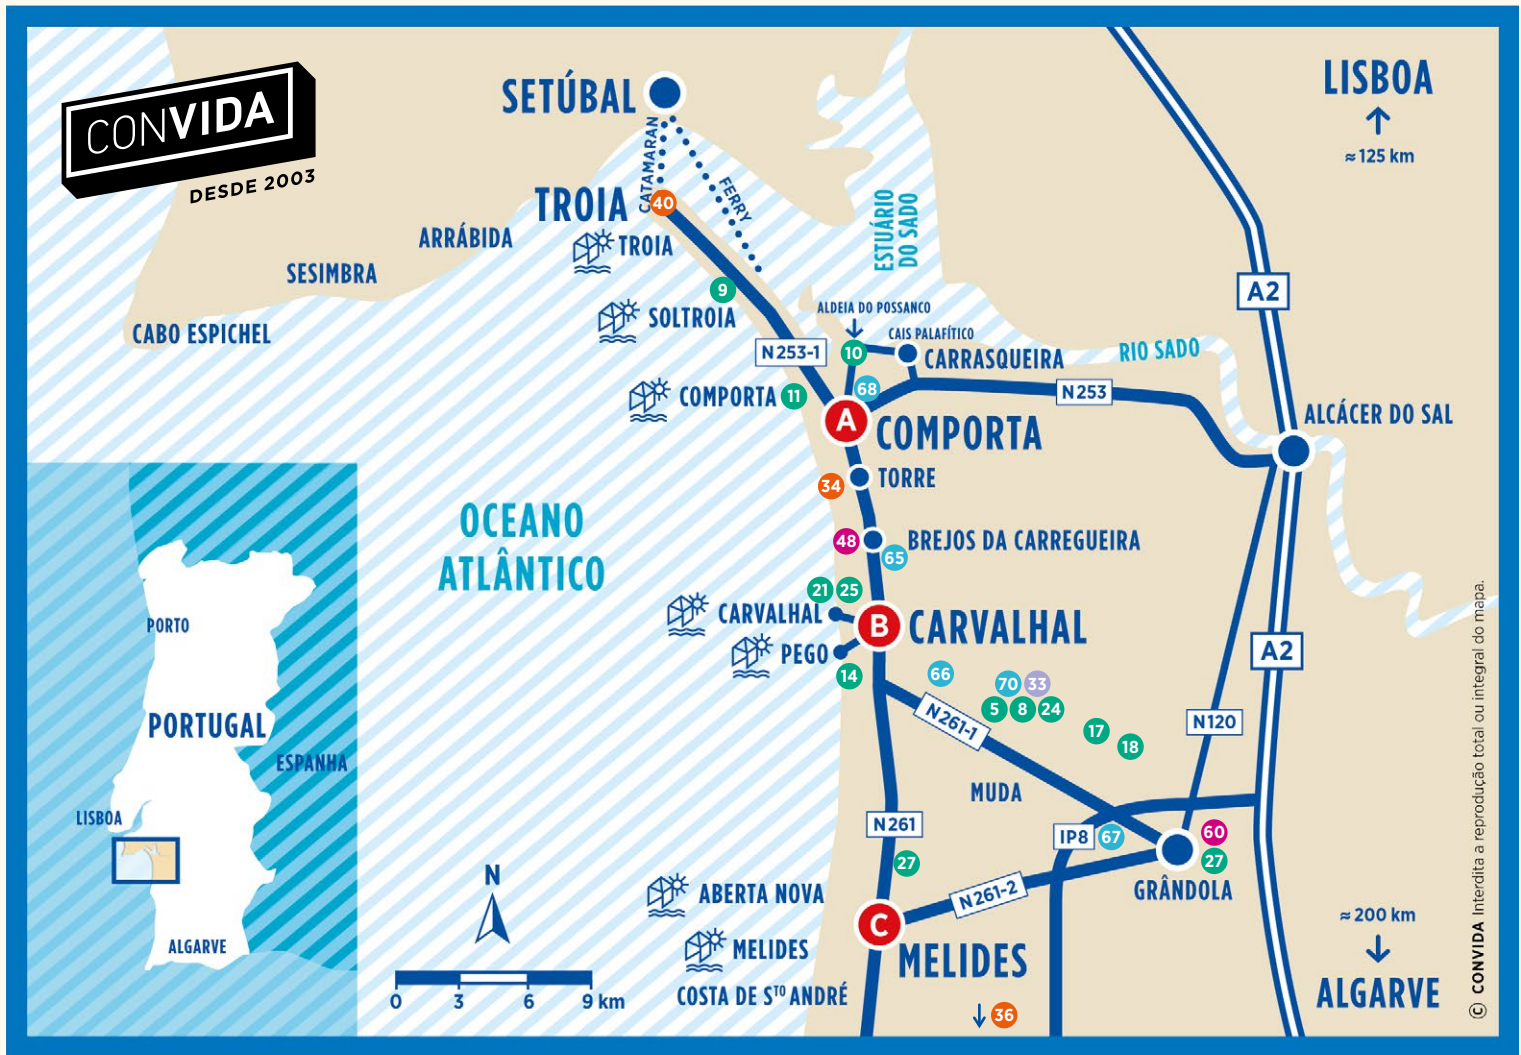 CONVIDA
DESDE 2003
SETÚBAL
CATAMARAN
FERRY
TROIA
40
TROIA
ARRÁBIDA
SESIMBRA
CABO ESPICHEL
9
SOLTROIA
N253-1
COMPORTA
11
ESTUÁRIO
DO SADO
ALDEIA DO POSSANCO
CAIS PALAFÍTICO
10
CARRASQUEIRA
68
A
COMPORTA
N253
RIO SADO
LISBOA
≈125 km
A2
ALCÁCER DO SAL
TORRE
34
48
BREJOS DA CARREGUEIRA
65
21
25
CARVALHAL
B
CARVALHAL
PEGO
14
66
70
33
5
8
24
17
18
N261-1
MUDA
N120
A2
N261
IP8
67
60
27
GRÂNDOLA
27
N261-2
ABERTA NOVA
C
MELIDES
MELIDES
COSTA DE STO ANDRÉ
36
≈200 km
ALGARVE
OCEANO
ATLÂNTICO
PORTO
PORTUGAL
ESPANHA
LISBOA
ALGARVE
N
0 3 6 9 km
© CONVIDA Interdita a reprodução total ou integral do mapa.